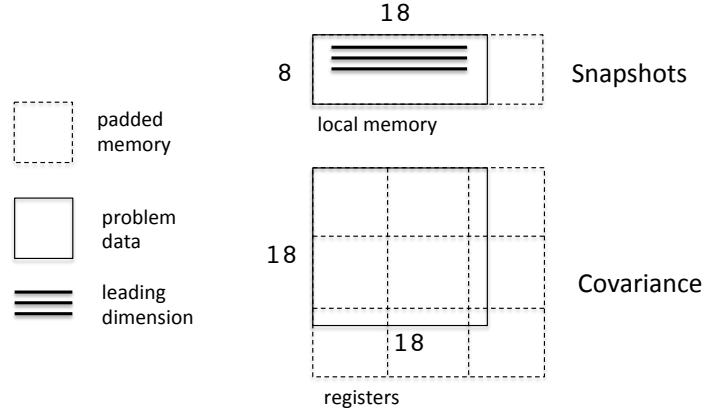 18
8
Snapshots
local memory
padded
memory
problem
data
leading
dimension
18
Covariance
18
registers